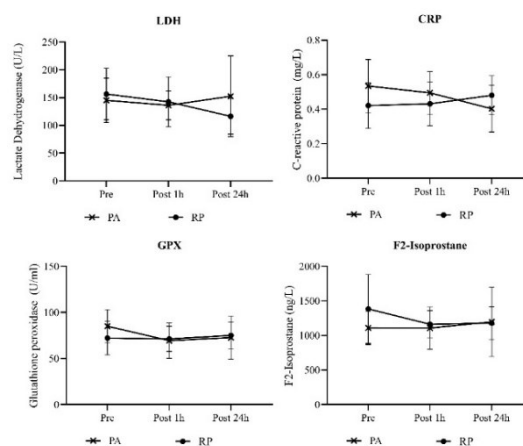 LDH
Lactate Dehydrogenase (U/L)
250
200
150
100
50
0
Pre
Post 1h
Post 24h
PA
RP
CRP
C-reactive protein (mg/L)
0.8
0.6
0.4
0.2
0.0
Pre
Post 1h
Post 24h
PA
RP
GPX
Glutathione peroxidase (U/ml)
100
50
0
Pre
Post 1h
Post 24h
PA
RP
F2-Isoprostane
F2-Isoprostane (ng/L)
2000
1500
1000
500
0
Pre
Post 1h
Post 24h
PA
RP